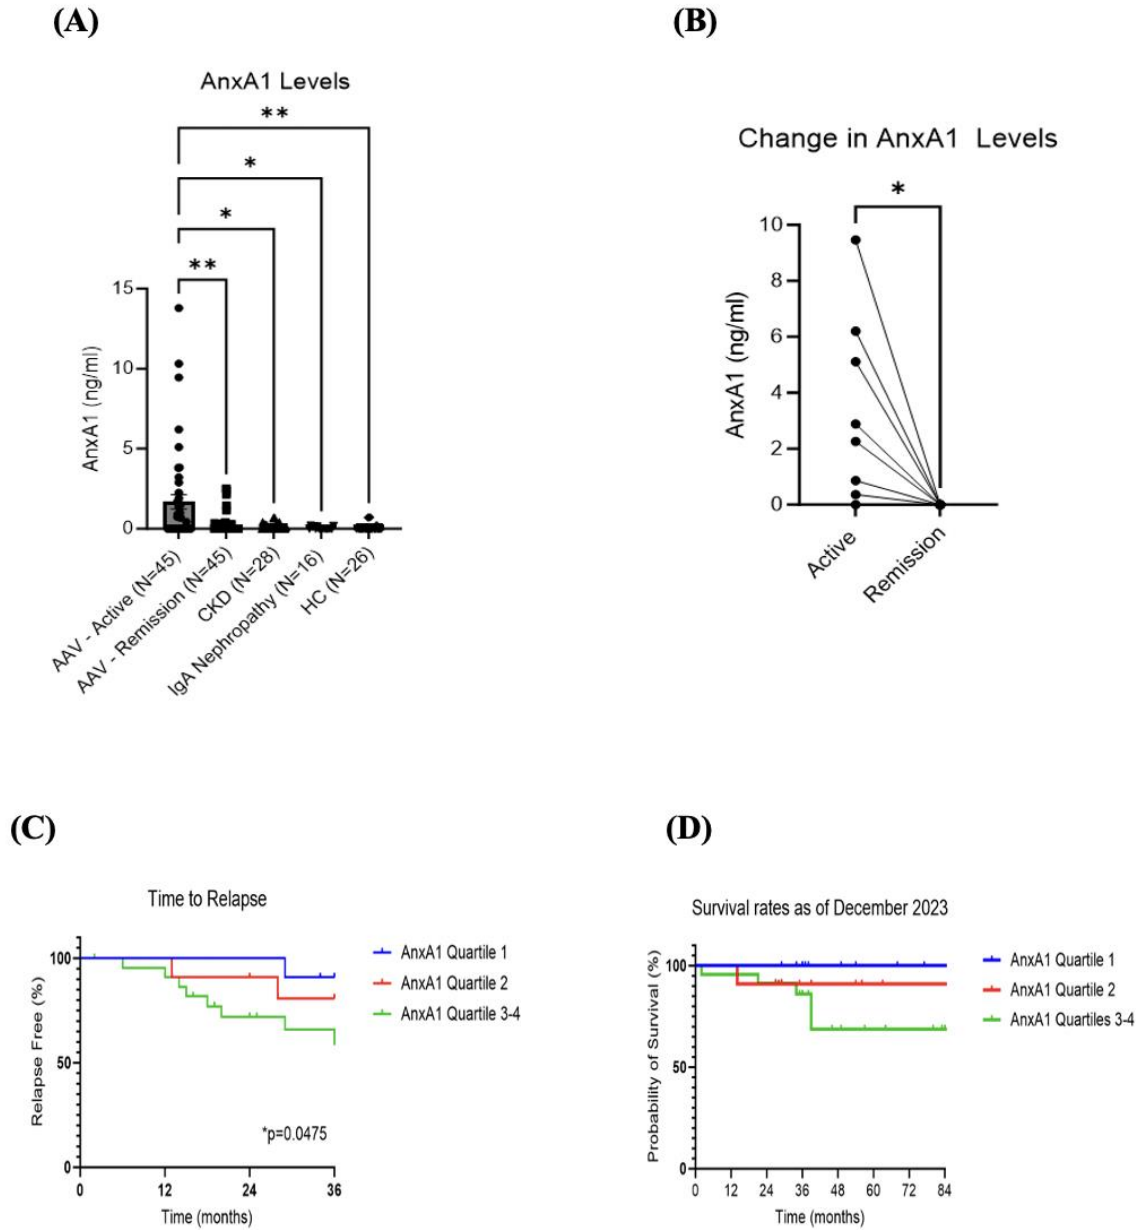 (A)
AnxA1 Levels
**
*
*
**
15
10
5
0
AnxA1 (ng/ml)
AAV - Active (N=45)
AAV - Remission (N=45)
CKD (N=28)
IgA Nephropathy (N=16)
HC (N=26)
(B)
Change in AnxA1 Levels
*
10
8
6
4
2
0
AnxA1 (ng/ml)
Active
Remission
(C)
Time to Relapse
100
50
0
Relapse Free (%)
AnxA1 Quartile 1
AnxA1 Quartile 2
AnxA1 Quartile 3-4
*p=0.0475
0 12 24 36
Time (months)
(D)
Survival rates as of December 2023
100
50
0
Probability of Survival (%)
AnxA1 Quartile 1
AnxA1 Quartile 2
AnxA1 Quartiles 3-4
0 12 24 36 48 60 72 84
Time (months)